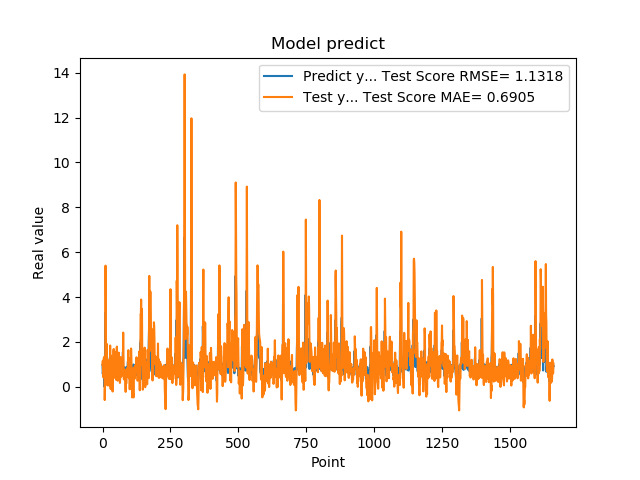 Model predict
Predict y... Test Score RMSE= 1.1318
Test y... Test Score MAE= 0.6905
14
12
10
8
6
4
2
0
Real value
0 250 500 750 1000 1250 1500
Point